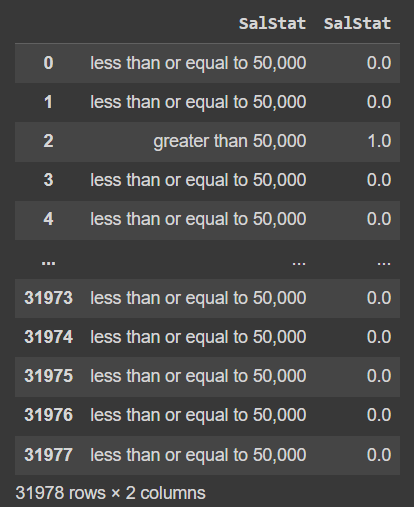 SalStat SalStat
0 less than or equal to 50,000 0.0
1 less than or equal to 50,000 0.0
2 greater than 50,000 1.0
3 less than or equal to 50,000 0.0
4 less than or equal to 50,000 0.0
... ... ...
31973 less than or equal to 50,000 0.0
31974 less than or equal to 50,000 0.0
31975 less than or equal to 50,000 0.0
31976 less than or equal to 50,000 0.0
31977 less than or equal to 50,000 0.0
31978 rows × 2 columns